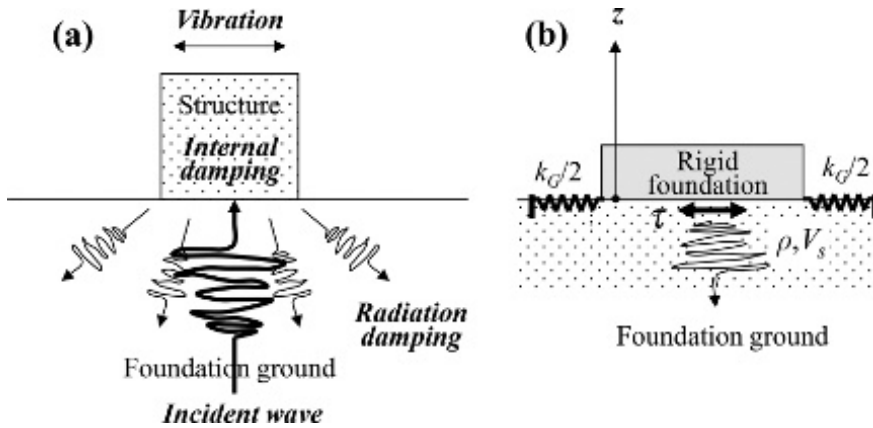 (a)
Vibration
Structure
Internal
damping
Radiation
damping
Foundation ground
Incident wave
(b)
z
k_G/2
Rigid
foundation
k_G/2
τ
ρ, V_s
Foundation ground